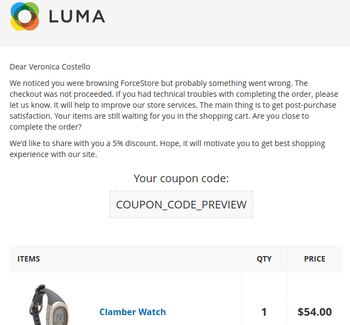 LUMA
Dear Veronica Costello
We noticed you were browsing ForceStore but probably something went wrong. The
checkout was not proceeded. If you had technical troubles with completing the order, please
let us know. It will help to improve our store services. The main thing is to get post-purchase
satisfaction. Your items are still waiting for you in the shopping cart. Are you close to
complete the order?
We'd like to share with you a 5% discount. Hope, it will motivate you to get best shopping
experience with our site.
Your coupon code:
COUPON_CODE_PREVIEW
ITEMS QTY PRICE
Clamber Watch 1 $54.00